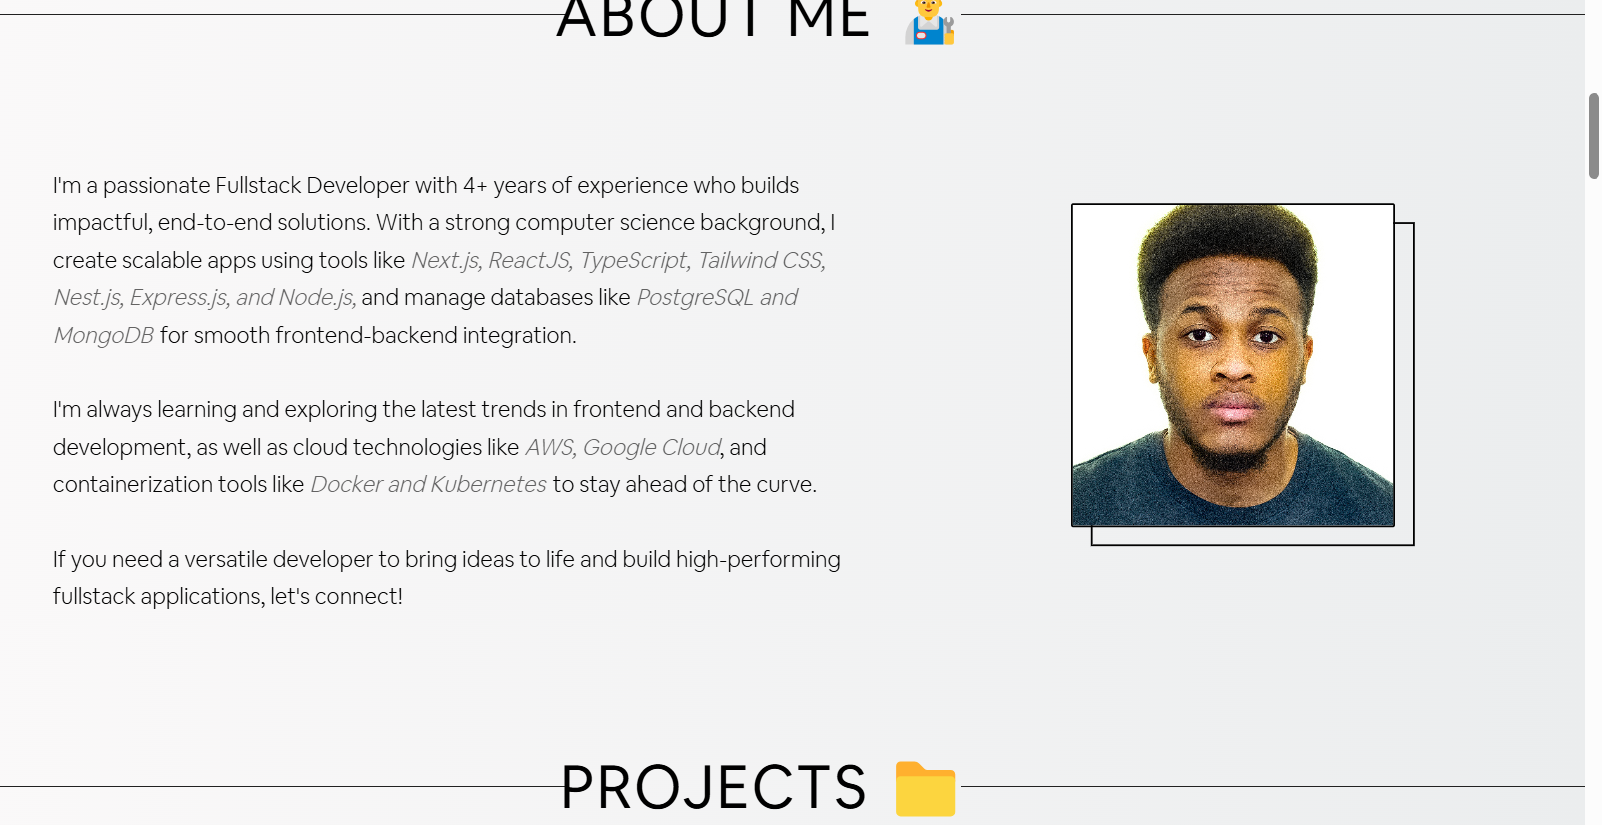 ABOUT ME
I'm a passionate Fullstack Developer with 4+ years of experience who builds
impactful, end-to-end solutions. With a strong computer science background, I
create scalable apps using tools like Next.js, ReactJS, TypeScript, Tailwind CSS,
Nest.js, Express.js, and Node.js, and manage databases like PostgreSQL and
MongoDB for smooth frontend-backend integration.
I'm always learning and exploring the latest trends in frontend and backend
development, as well as cloud technologies like AWS, Google Cloud, and
containerization tools like Docker and Kubernetes to stay ahead of the curve.
If you need a versatile developer to bring ideas to life and build high-performing
fullstack applications, let's connect!
PROJECTS